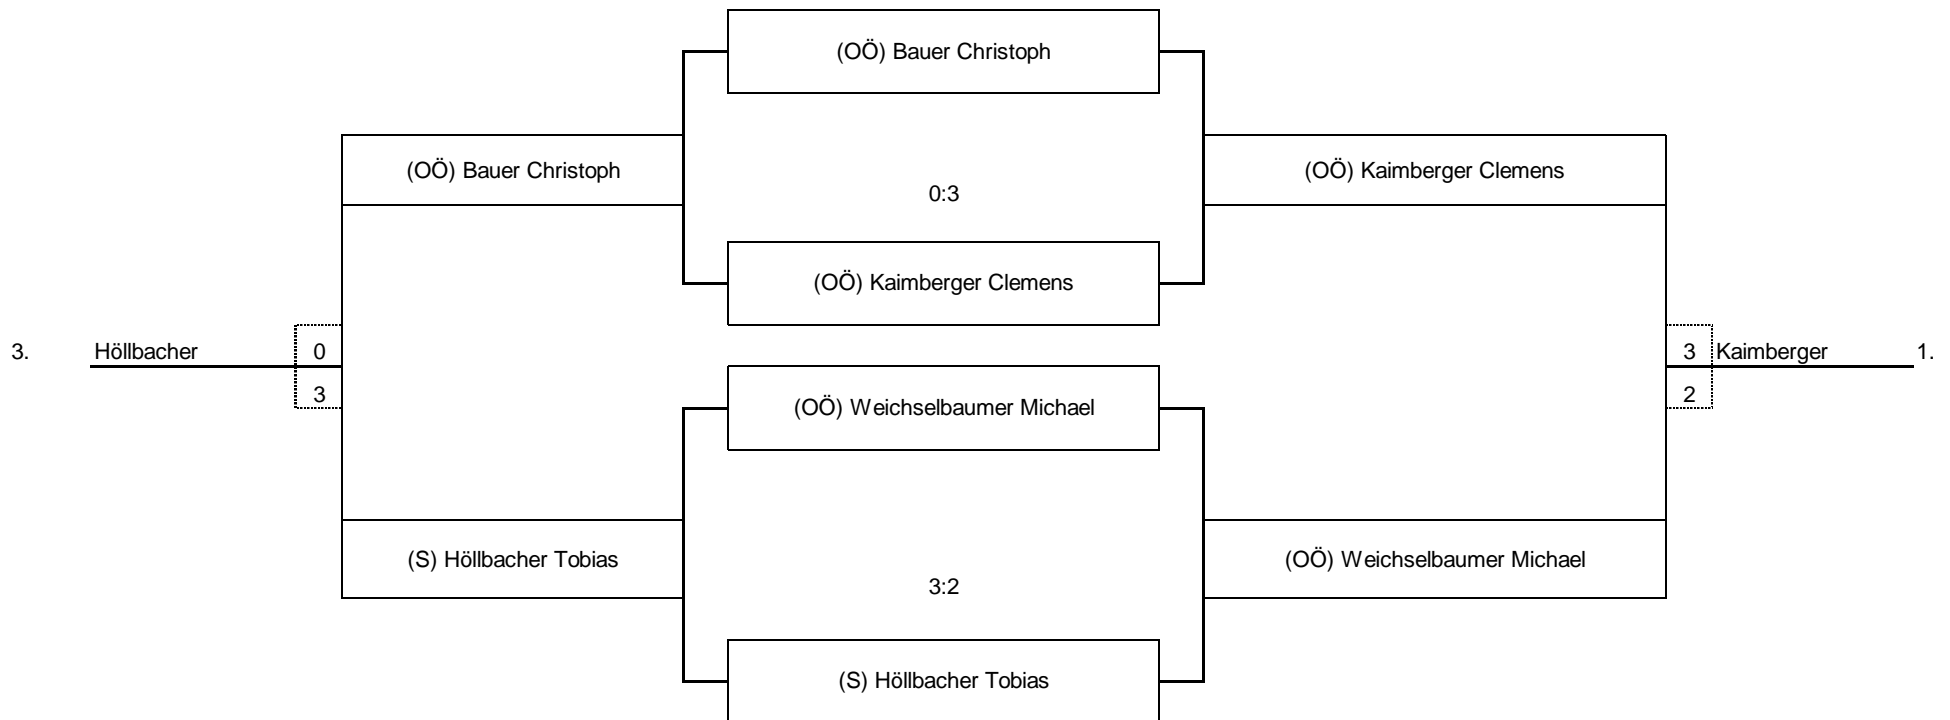 (OÖ) Bauer Christoph
(OÖ) Bauer Christoph
(OÖ) Kaimberger Clemens
0:3
(OÖ) Kaimberger Clemens
3. Höllbacher 0
3 Kaimberger 1.
3
2
(OÖ) Weichselbaumer Michael
(S) Höllbacher Tobias
(OÖ) Weichselbaumer Michael
3:2
(S) Höllbacher Tobias